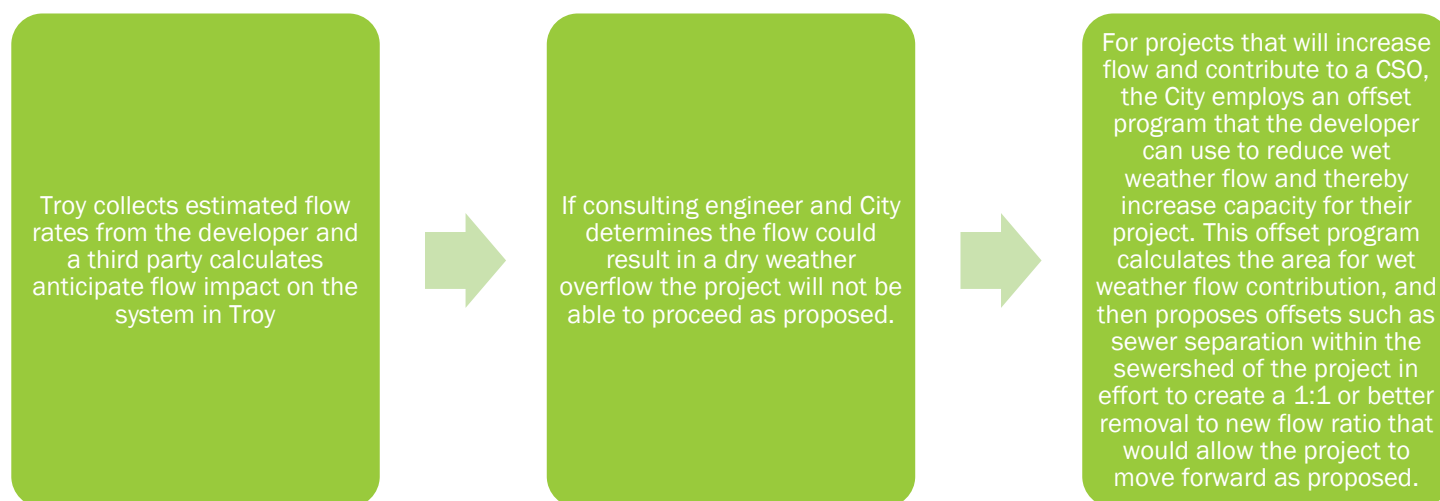 Troy collects estimated flow
rates from the developer and
a third party calculates
anticipate flow impact on the
system in Troy
If consulting engineer and City
determines the flow could
result in a dry weather
overflow the project will not be
able to proceed as proposed.
For projects that will increase
flow and contribute to a CSO,
the City employs an offset
program that the developer
can use to reduce wet
weather flow and thereby
increase capacity for their
project. This offset program
calculates the area for wet
weather flow contribution, and
then proposes offsets such as
sewer separation within the
sewershed of the project in
effort to create a 1:1 or better
removal to new flow ratio that
would allow the project to
move forward as proposed.